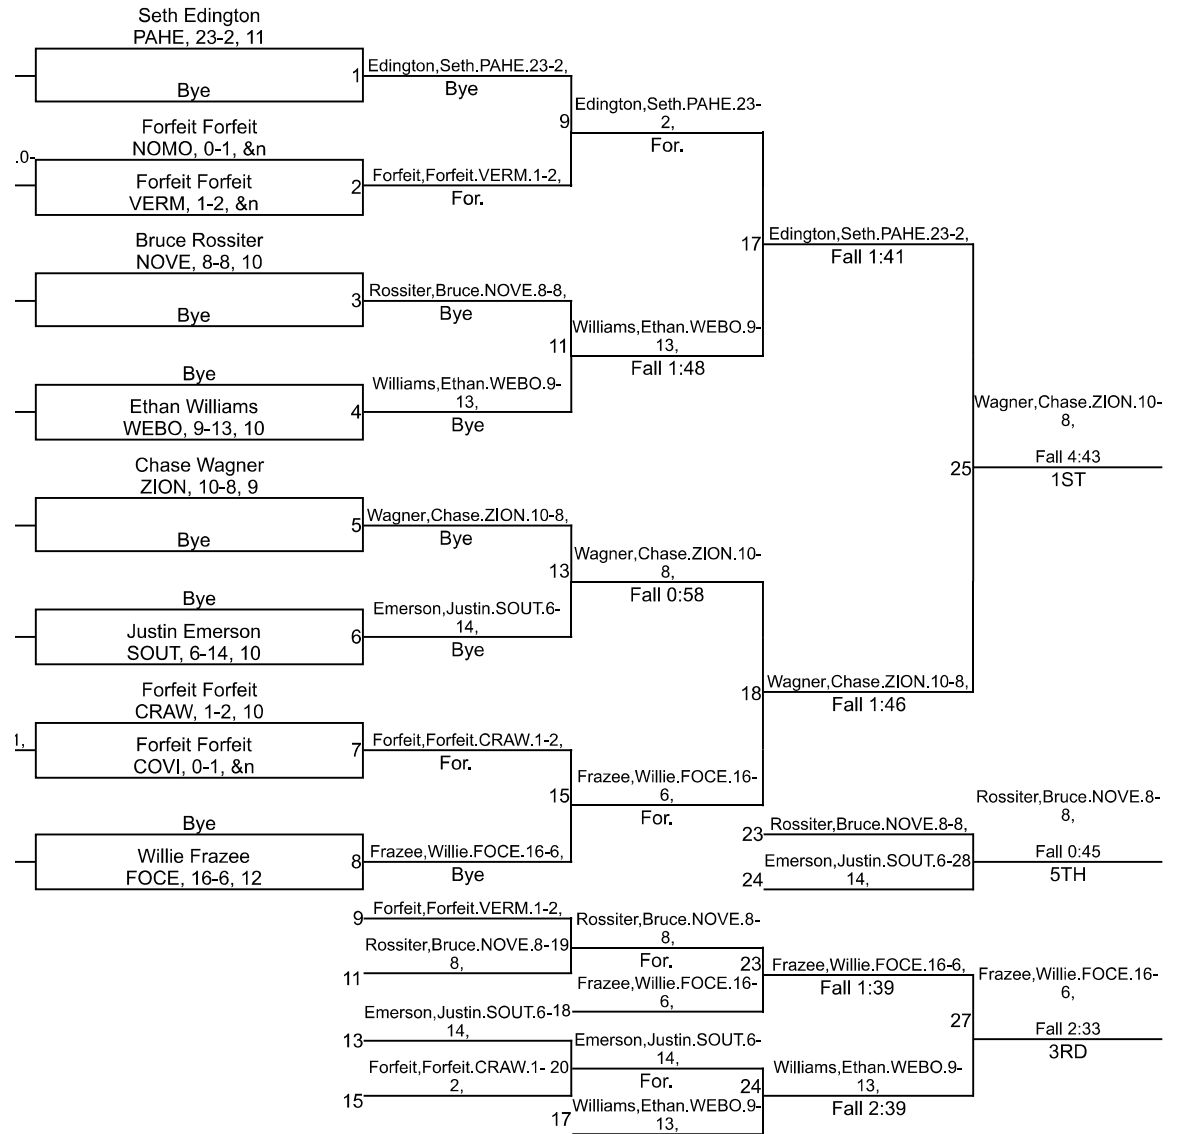 Seth Edington
PAHE, 23-2, 11
Bye
1
Edington,Seth.PAHE.23-2,
Bye
9
Edington,Seth.PAHE.23-
2,
For.
Forfeit Forfeit
NOMO, 0-1, &n
.0-
Forfeit Forfeit
VERM, 1-2, &n
2
Forfeit,Forfeit.VERM.1-2,
For.
17
Edington,Seth.PAHE.23-2,
Fall 1:41
Bruce Rossiter
NOVE, 8-8, 10
Bye
3
Rossiter,Bruce.NOVE.8-8,
Bye
11
Williams,Ethan.WEBO.9-
13,
Fall 1:48
Bye
Ethan Williams
WEBO, 9-13, 10
4
Williams,Ethan.WEBO.9-
13,
Bye
25
Wagner,Chase.ZION.10-
8,
Fall 4:43
1ST
Chase Wagner
ZION, 10-8, 9
Bye
5
Wagner,Chase.ZION.10-8,
Bye
13
Wagner,Chase.ZION.10-
8,
Fall 0:58
Bye
Justin Emerson
SOUT, 6-14, 10
6
Emerson,Justin.SOUT.6-
14,
Bye
18
Wagner,Chase.ZION.10-8,
Fall 1:46
Forfeit Forfeit
CRAW, 1-2, 10
1,
Forfeit Forfeit
COVI, 0-1, &n
7
Forfeit,Forfeit.CRAW.1-2,
For.
15
Frazee,Willie.FOCE.16-
6,
For.
Bye
Willie Frazee
FOCE, 16-6, 12
8
Frazee,Willie.FOCE.16-6,
Bye
23
Rossiter,Bruce.NOVE.8-8,
24
Emerson,Justin.SOUT.6-28
14,
Rossiter,Bruce.NOVE.8-
8,
Fall 0:45
5TH
9
Forfeit,Forfeit.VERM.1-2,
11
Rossiter,Bruce.NOVE.8-19
8,
Rossiter,Bruce.NOVE.8-
8,
For.
23
Frazee,Willie.FOCE.16-
6,
18
Frazee,Willie.FOCE.16-6,
Fall 1:39
13
Emerson,Justin.SOUT.6-
14,
15
Forfeit,Forfeit.CRAW.1- 20
2,
Emerson,Justin.SOUT.6-
14,
For.
24
17
Williams,Ethan.WEBO.9-
13,
Williams,Ethan.WEBO.9-
13,
Fall 2:39
27
Frazee,Willie.FOCE.16-
6,
Fall 2:33
3RD